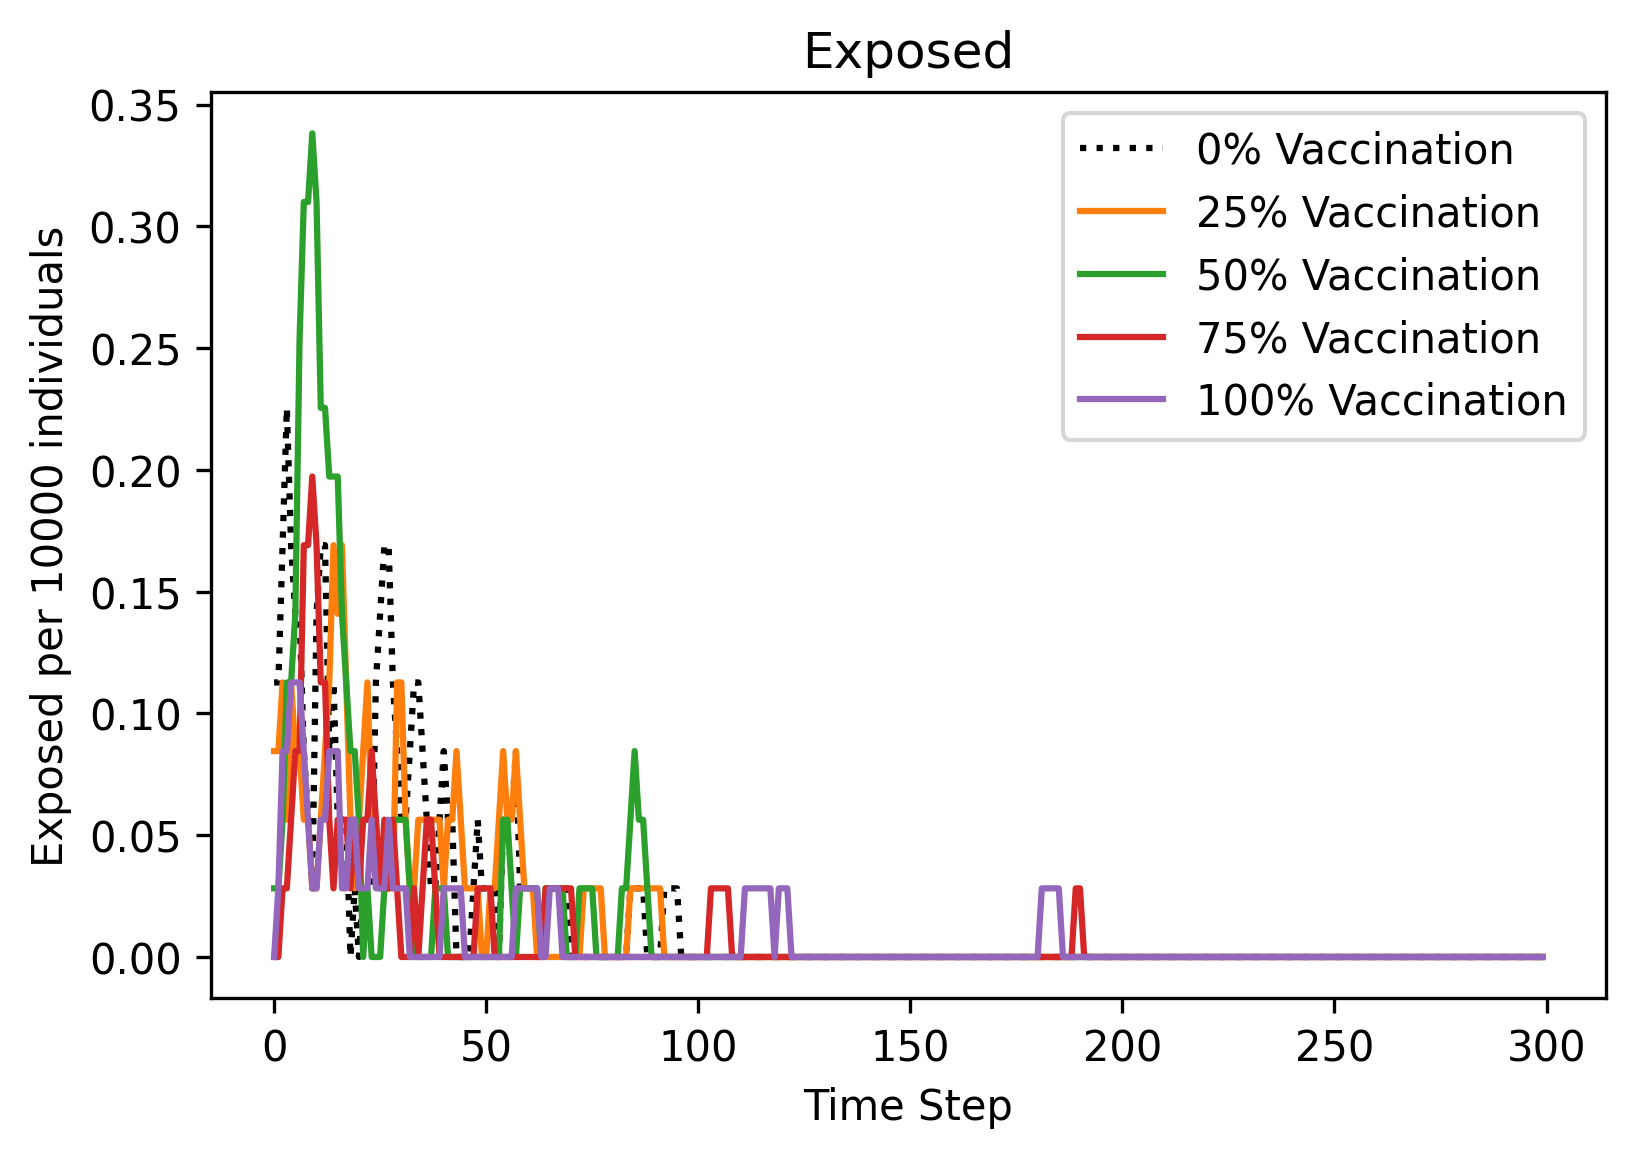 Exposed
0.35
0.30
0.25
0.20
0.15
0.10
0.05
0.00
Exposed per 10000 individuals
0% Vaccination
25% Vaccination
50% Vaccination
75% Vaccination
100% Vaccination
0 50 100 150 200 250 300
Time Step